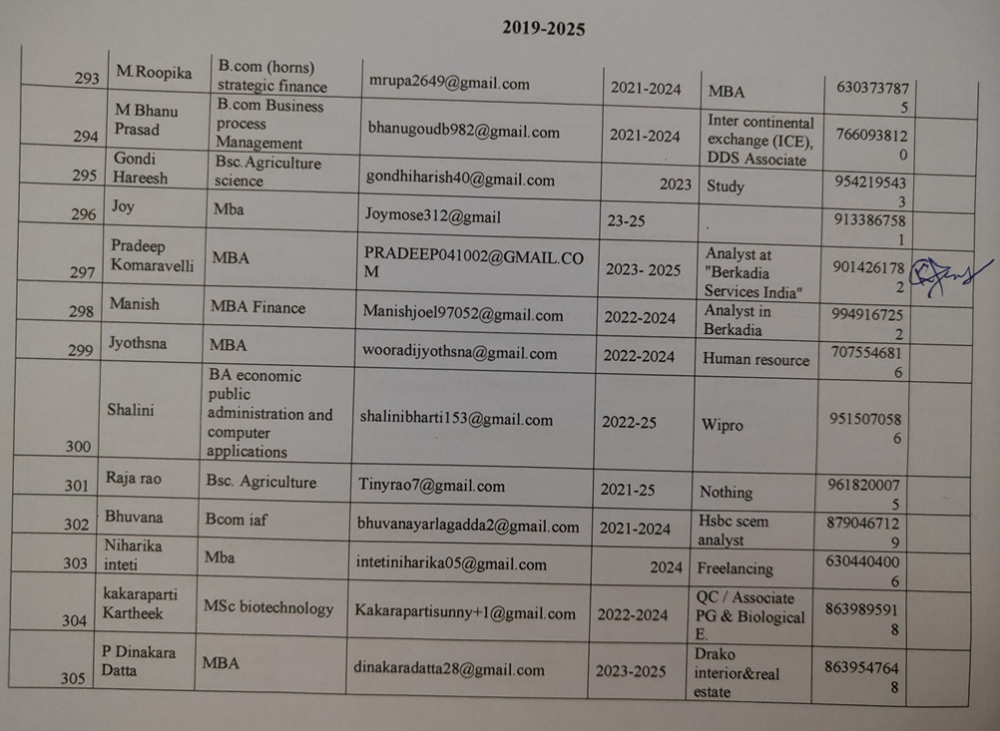 2019-2025
293 M.Roopika B.com (horns) strategic finance mrupa2649@gmail.com 2021-2024 MBA 6303737875
294 M Bhanu Prasad B.com Business process Management bhanugoudb982@gmail.com 2021-2024 Inter continental exchange (ICE), DDS Associate 7660938120
295 Gondi Hareesh Bsc.Agriculture science gondhiharish40@gmail.com 2023 Study 9542195433
296 Joy Mba Joymose312@gmail 23-25 . 9133867581
297 Pradeep Komaravelli MBA PRADEEP041002@GMAIL.COM 2023- 2025 Analyst at "Berkadia Services India" 9014261782
298 Manish MBA Finance Manishjoel97052@gmail.com 2022-2024 Analyst in Berkadia 9949167252
299 Jyothsna MBA wooradijyothsna@gmail.com 2022-2024 Human resource 7075546816
300 Shalini BA economic public administration and computer applications shalinibharti153@gmail.com 2022-25 Wipro 9515070586
301 Raja rao Bsc. Agriculture Tinyrao7@gmail.com 2021-25 Nothing 9618200075
302 Bhuvana Bcom iaf bhuvanayarlagadda2@gmail.com 2021-2024 Hsbc scem analyst 8790467129
303 Niharika inteti Mba intetiniharika05@gmail.com 2024 Freelancing 6304404006
304 kakaraparti Kartheek MSc biotechnology Kakarapartisunny+1@gmail.com 2022-2024 QC / Associate PG & Biological E. 8639895918
305 P Dinakara Datta MBA dinakaradatta28@gmail.com 2023-2025 Drako interior&real estate 8639547648